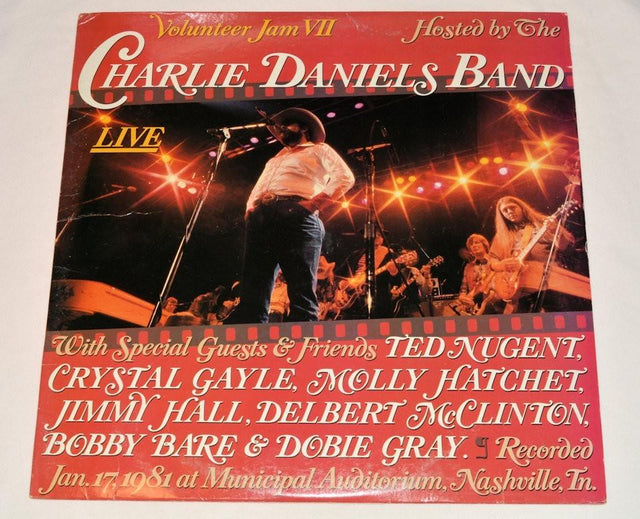 Volunteer Jam VII Hosted by The
CHARLIE DANIELS BAND
LIVE
With Special Guests & Friends TED NUGENT,
CRYSTAL GAYLE, MOLLY HATCHET,
JIMMY HALL, DELBERT McCLINTON,
BOBBY BARE & DOBIE GRAY. ¶ Recorded
Jan. 17, 1981 at Municipal Auditorium, Nashville, Tn.